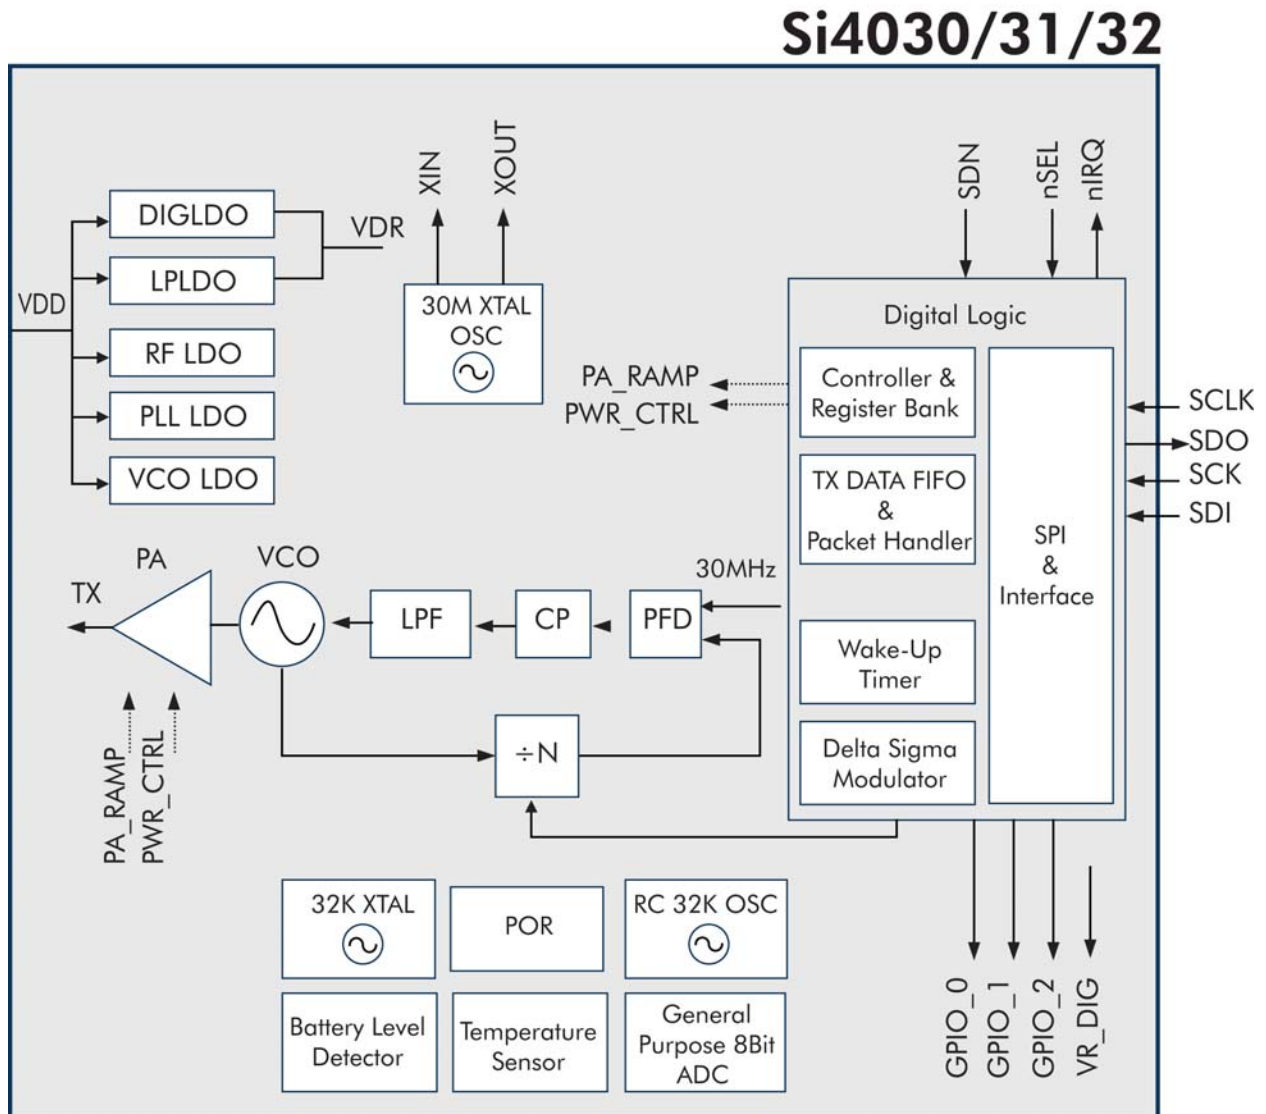 Si4030/31/32
XIN
XOUT
SDN
nSEL
nIRQ
DIGLDO
VDR
LPLDO
VDD
30M XTAL
OSC
Digital Logic
RF LDO
PLL LDO
VCO LDO
PA_RAMP
PWR_CTRL
Controller &
Register Bank
SCLK
SDO
SCK
SDI
TX DATA FIFO
&
Packet Handler
SPI
&
Interface
PA
VCO
30MHz
TX
LPF
CP
PFD
Wake-Up
Timer
÷N
Delta Sigma
Modulator
PA_RAMP
PWR_CTRL
32K XTAL
POR
RC 32K OSC
Battery Level
Detector
Temperature
Sensor
General
Purpose 8Bit
ADC
GPIO_0
GPIO_1
GPIO_2
VR_DIG